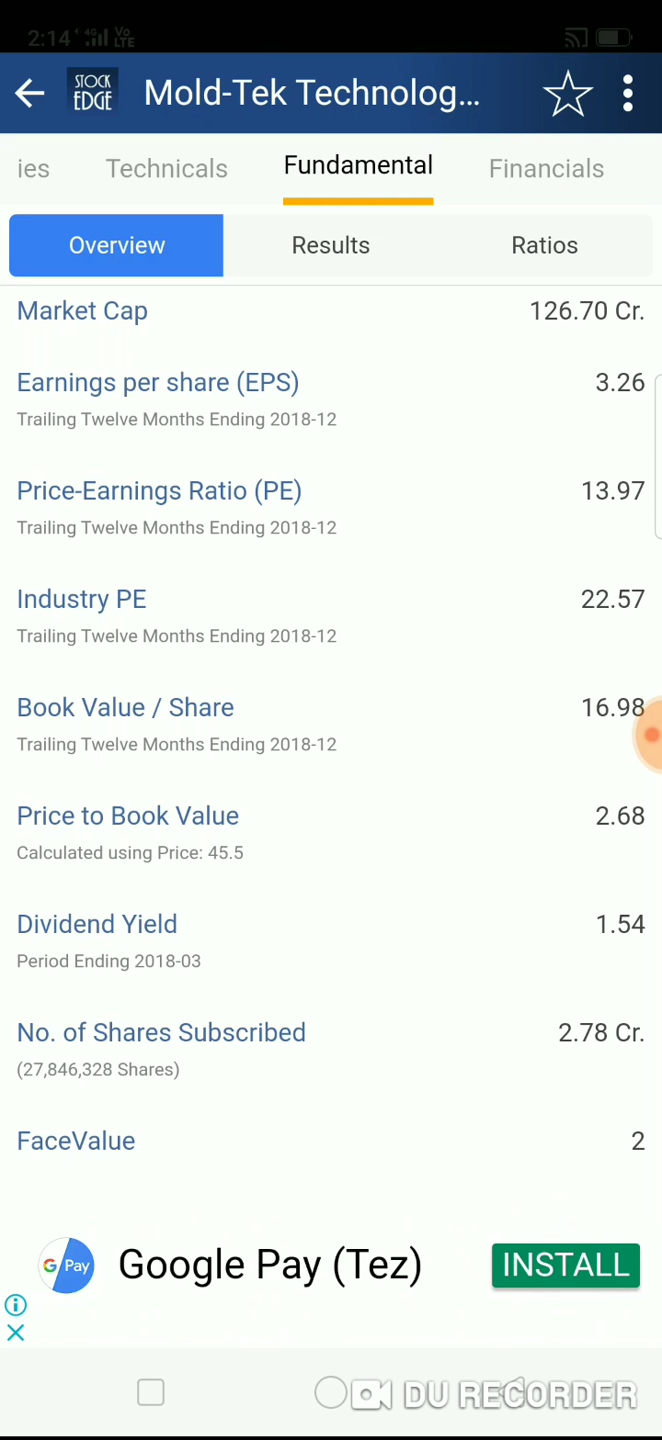 2:14 4G Vo LTE
STOCK EDGE Mold-Tek Technolog...
ies Technicals Fundamental Financials
Overview Results Ratios
Market Cap 126.70 Cr.
Earnings per share (EPS) 3.26
Trailing Twelve Months Ending 2018-12
Price-Earnings Ratio (PE) 13.97
Trailing Twelve Months Ending 2018-12
Industry PE 22.57
Trailing Twelve Months Ending 2018-12
Book Value / Share 16.98
Trailing Twelve Months Ending 2018-12
Price to Book Value 2.68
Calculated using Price: 45.5
Dividend Yield 1.54
Period Ending 2018-03
No. of Shares Subscribed 2.78 Cr.
(27,846,328 Shares)
FaceValue 2
G Pay Google Pay (Tez) INSTALL
DU RECORDER